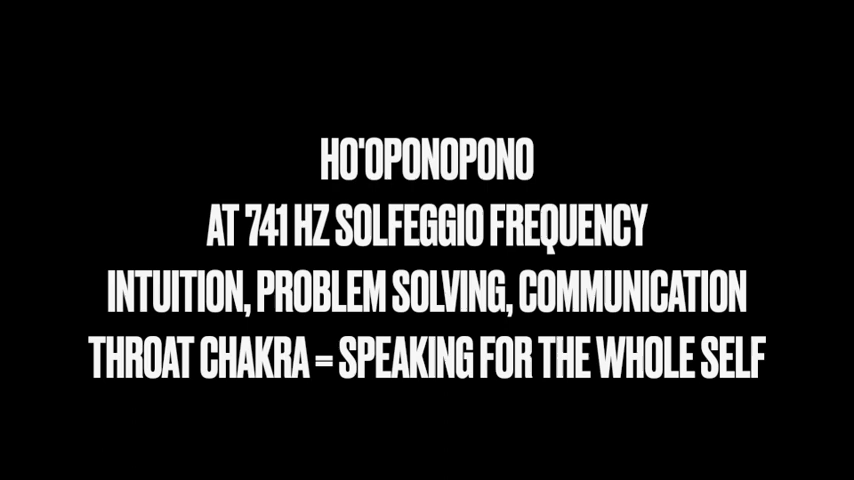 HO'OPONOPONO
AT 741 HZ SOLFEGGIO FREQUENCY
INTUITION, PROBLEM SOLVING, COMMUNICATION
THROAT CHAKRA = SPEAKING FOR THE WHOLE SELF